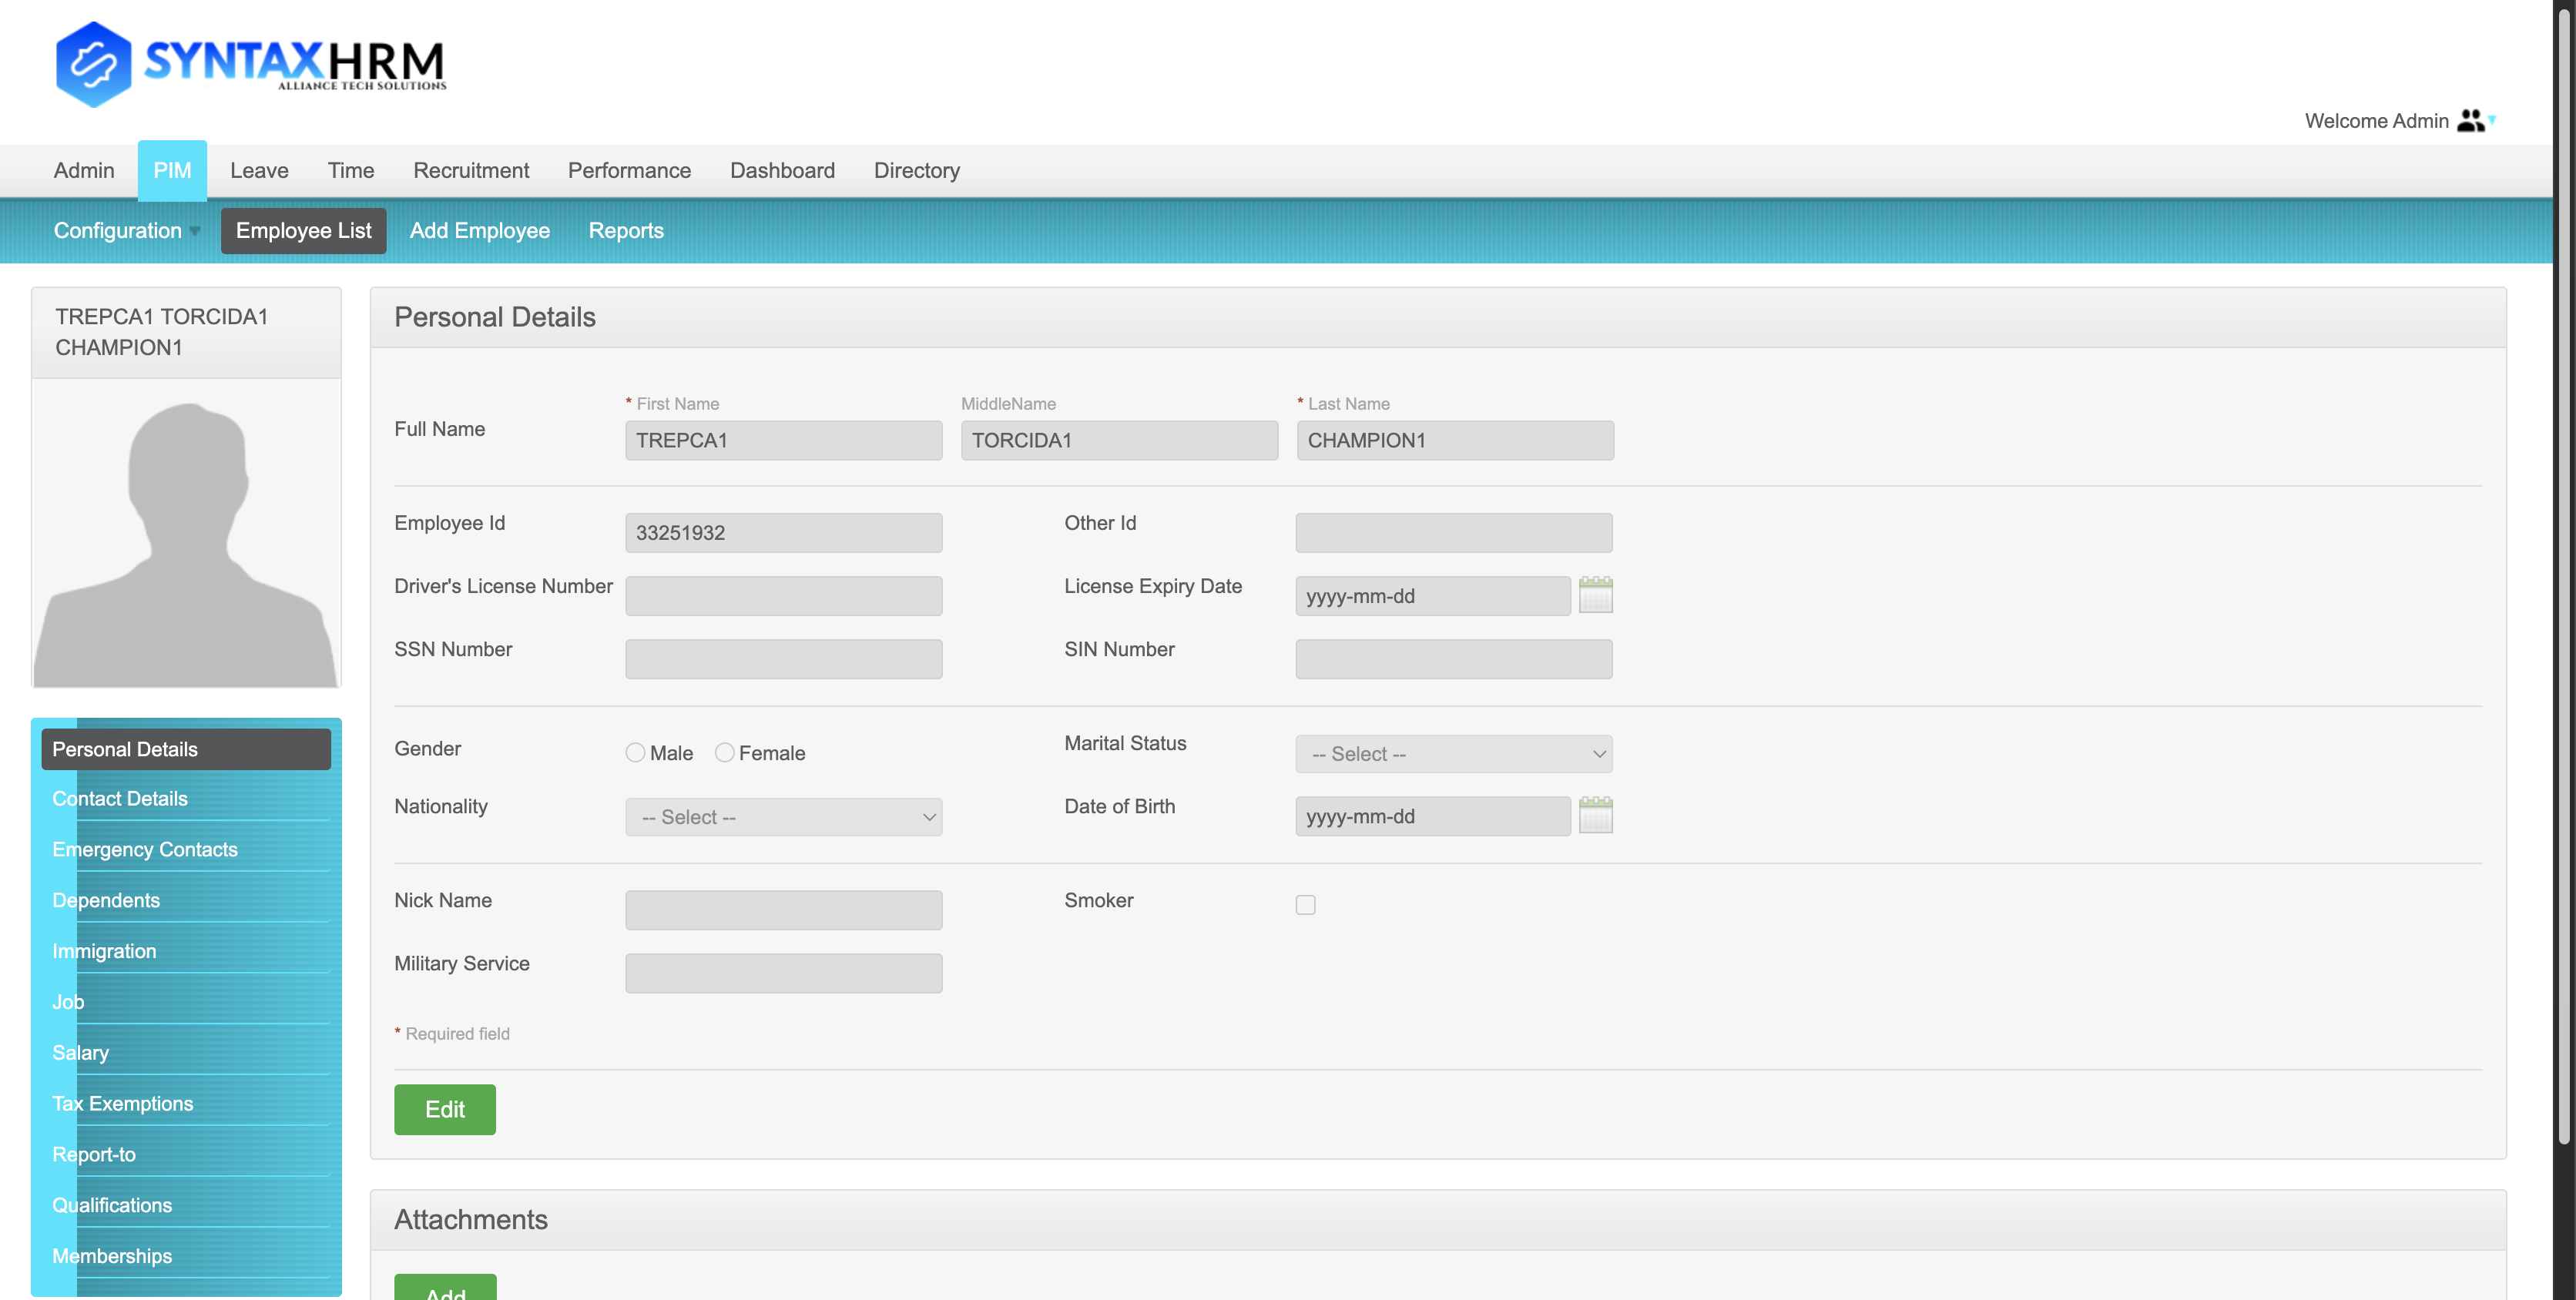 SYNTAXHRM
ALLIANCE TECH SOLUTIONS
Welcome Admin
Admin PIM Leave Time Recruitment Performance Dashboard Directory
Configuration Employee List Add Employee Reports
TREPCA1 TORCIDA1
CHAMPION1
Personal Details
* First Name MiddleName * Last Name
Full Name TREPCA1 TORCIDA1 CHAMPION1
Employee Id 33251932 Other Id
Driver's License Number License Expiry Date yyyy-mm-dd
SSN Number SIN Number
Gender Male Female Marital Status -- Select --
Nationality -- Select -- Date of Birth yyyy-mm-dd
Nick Name Smoker
Military Service
* Required field
Edit
Personal Details
Contact Details
Emergency Contacts
Dependents
Immigration
Job
Salary
Tax Exemptions
Report-to
Qualifications
Memberships
Attachments
Add